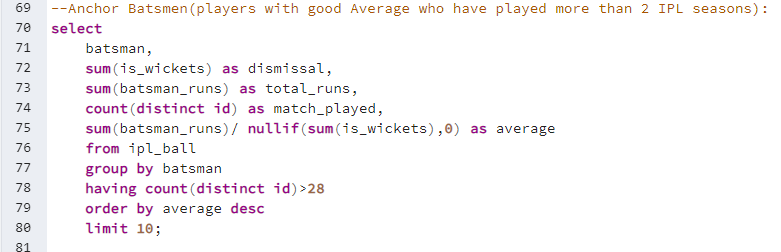 69 --Anchor Batsmen(players with good Average who have played more than 2 IPL seasons):
70 select
71     batsman,
72     sum(is_wickets) as dismissal,
73     sum(batsman_runs) as total_runs,
74     count(distinct id) as match_played,
75     sum(batsman_runs)/ nullif(sum(is_wickets),0) as average
76     from ipl_ball
77     group by batsman
78     having count(distinct id)>28
79     order by average desc
80     limit 10;
81